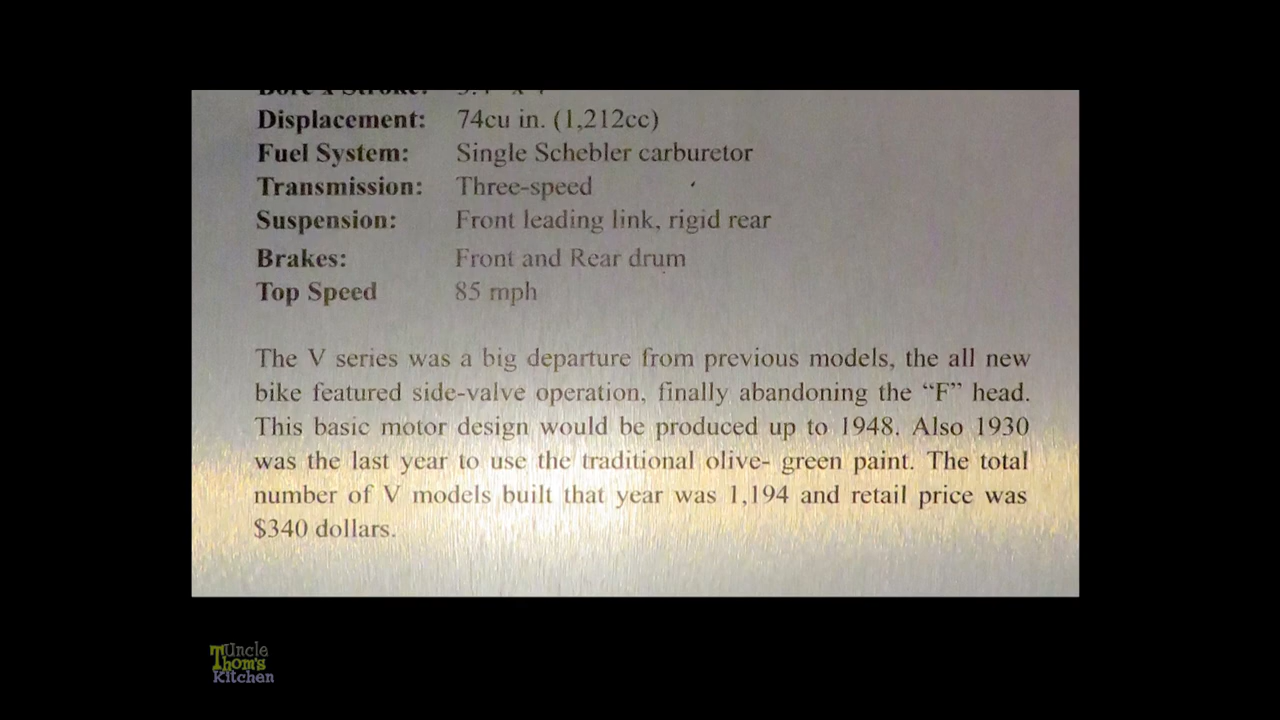 Displacement: 74cu in. (1,212cc)
Fuel System: Single Schebler carburetor
Transmission: Three-speed
Suspension: Front leading link, rigid rear
Brakes: Front and Rear drum
Top Speed 85 mph
The V series was a big departure from previous models, the all new
bike featured side-valve operation, finally abandoning the “F” head.
This basic motor design would be produced up to 1948. Also 1930
was the last year to use the traditional olive- green paint. The total
number of V models built that year was 1,194 and retail price was
$340 dollars.
Uncle
Thom's
Kitchen